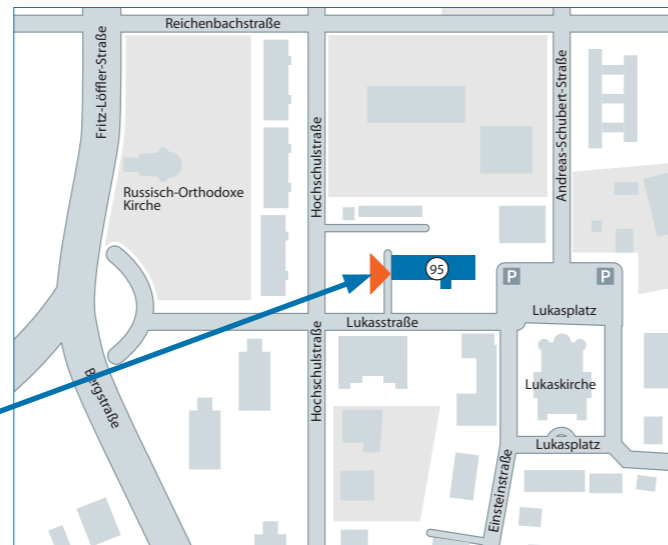 Reichenbachstraße
Fritz-Löffler-Straße
Hochschulstraße
Andreas-Schubert-Straße
Russisch-Orthodoxe
Kirche
95
P
P
Lukasplatz
Lukasstraße
Hochschulstraße
Bergstraße
Lukaskirche
Lukasplatz
Einsteinstraße